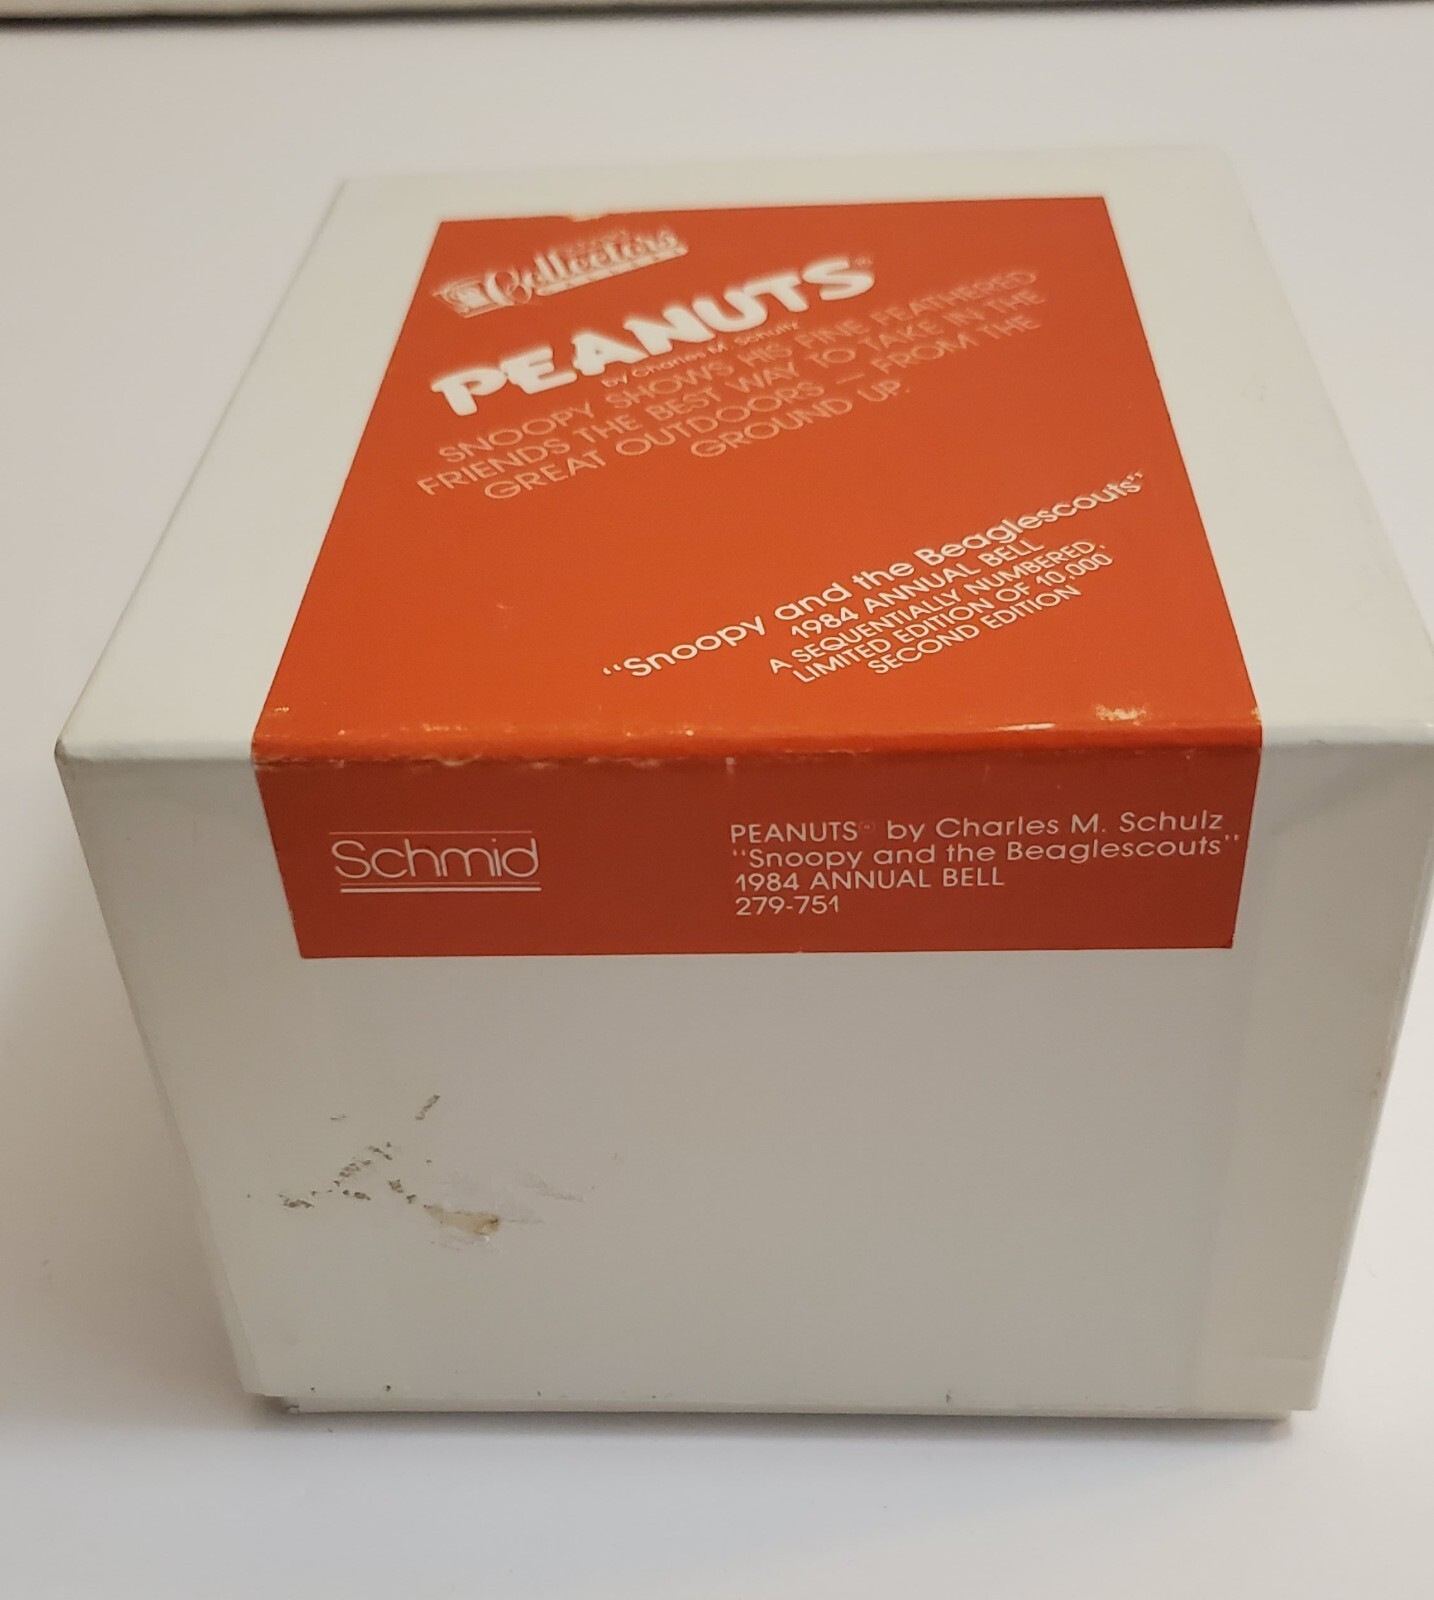 Collectors
PEANUTS®
by Charles M. Schulz
SNOOPY SHOWS HIS FINE FEATHERED
FRIENDS THE BEST WAY TO TAKE IN THE
GREAT OUTDOORS — FROM THE
GROUND UP.
"Snoopy and the Beaglescouts"
1984 ANNUAL BELL
A SEQUENTIALLY NUMBERED,
LIMITED EDITION OF 10,000
SECOND EDITION
Schmid
PEANUTS® by Charles M. Schulz
"Snoopy and the Beaglescouts"
1984 ANNUAL BELL
279-751